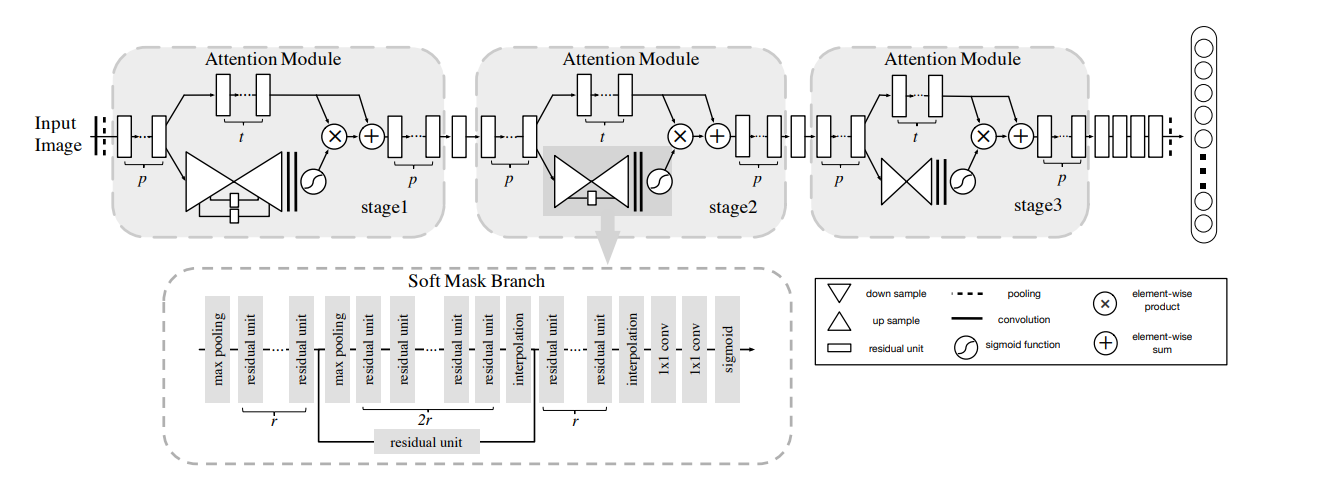 Attention Module
Attention Module
Attention Module
Input
Image
t
t
t
p
p
p
p
p
p
stage1
stage2
stage3
Soft Mask Branch
max pooling
residual unit
residual unit
max pooling
residual unit
residual unit
residual unit
residual unit
interpolation
residual unit
residual unit
interpolation
1x1 conv
1x1 conv
sigmoid
r
2r
r
residual unit
down sample
pooling
element-wise
product
up sample
convolution
residual unit
sigmoid function
element-wise
sum